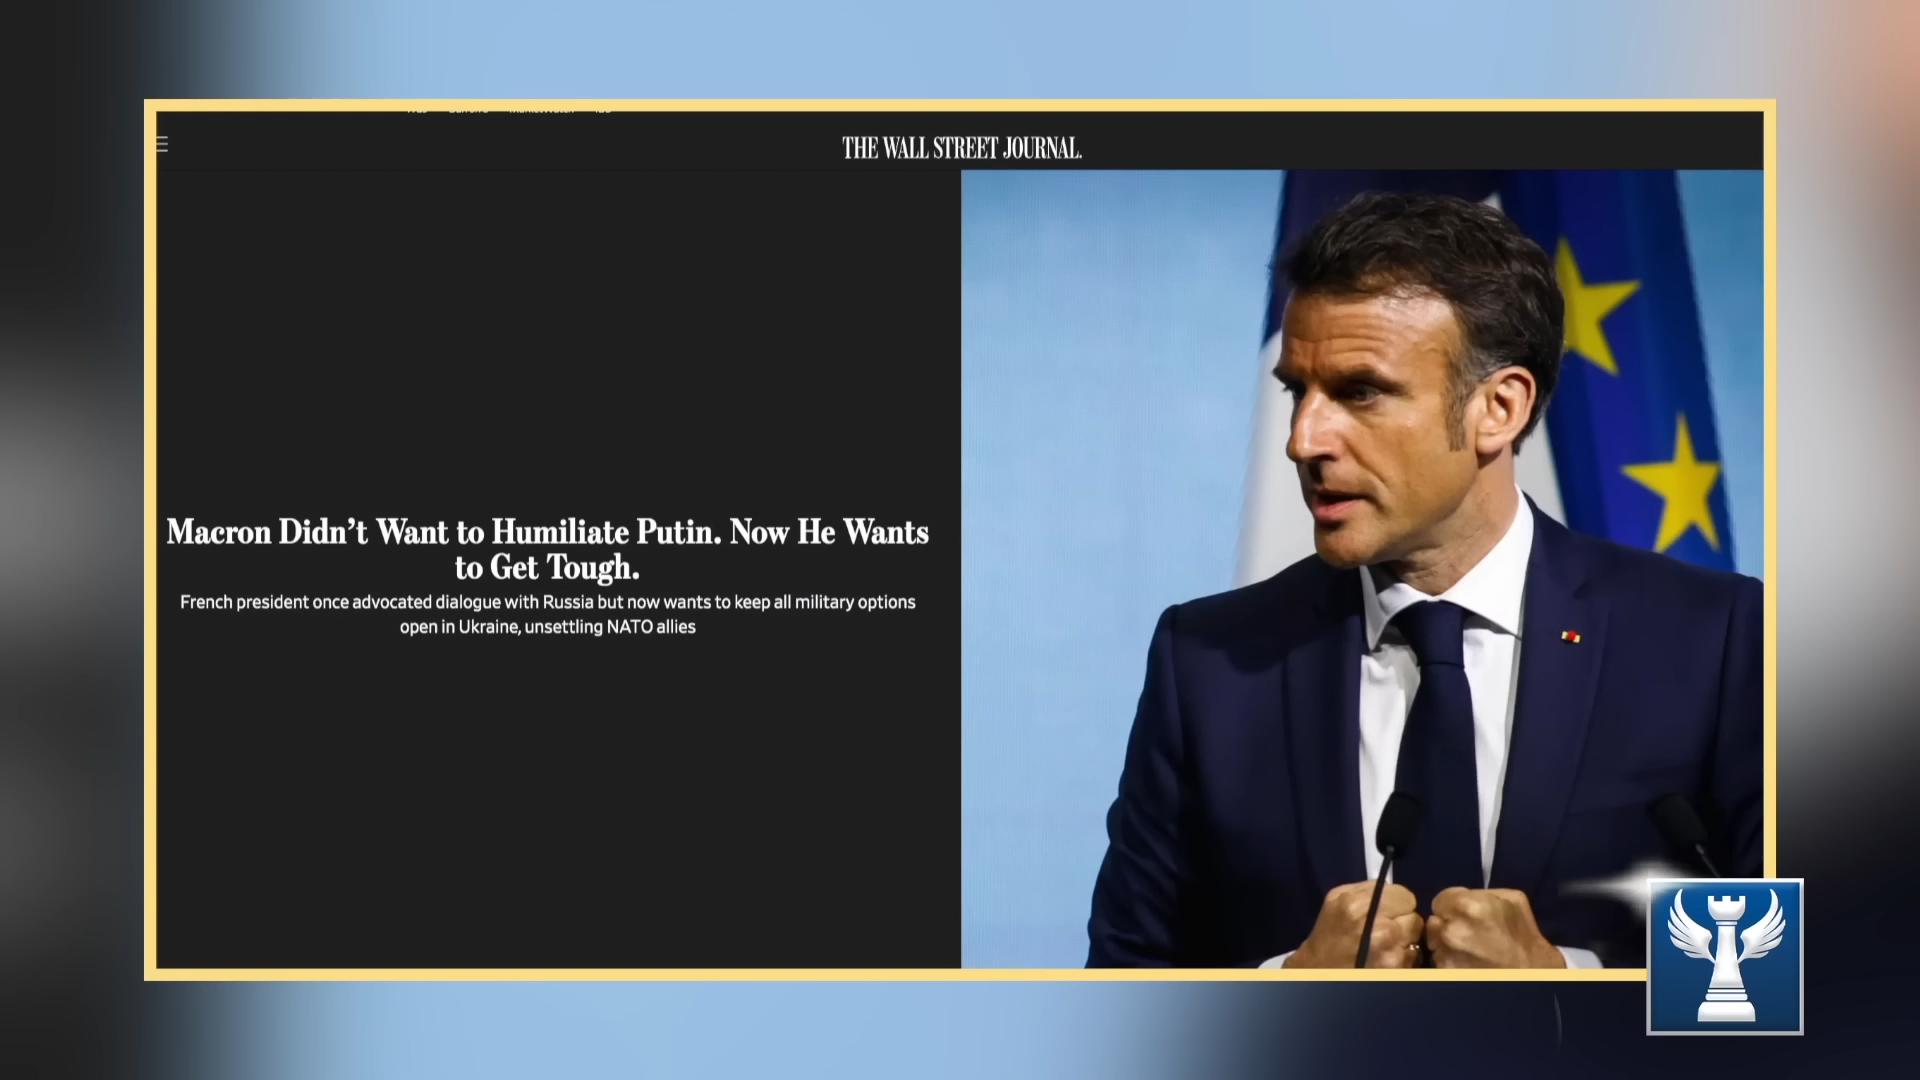 THE WALL STREET JOURNAL.
Macron Didn’t Want to Humiliate Putin. Now He Wants
to Get Tough.
French president once advocated dialogue with Russia but now wants to keep all military options
open in Ukraine, unsettling NATO allies